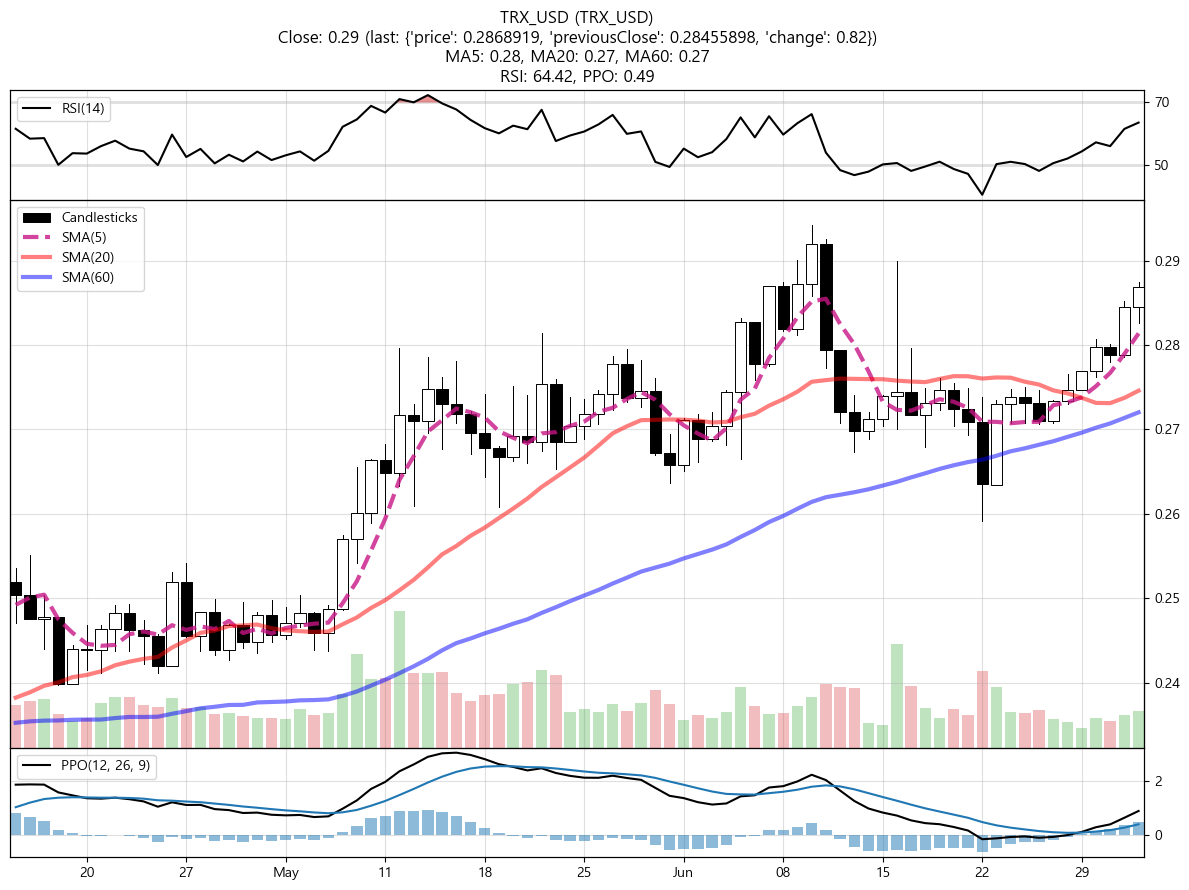 TRX_USD (TRX_USD)
Close: 0.29 (last: {'price': 0.2868919, 'previousClose': 0.28455898, 'change': 0.82})
MA5: 0.28, MA20: 0.27, MA60: 0.27
RSI: 64.42, PPO: 0.49
RSI(14)
70
50
Candlesticks
SMA(5)
SMA(20)
SMA(60)
0.29
0.28
0.27
0.26
0.25
0.24
PPO(12, 26, 9)
2
0
20 27 May 11 18 25 Jun 08 15 22 29